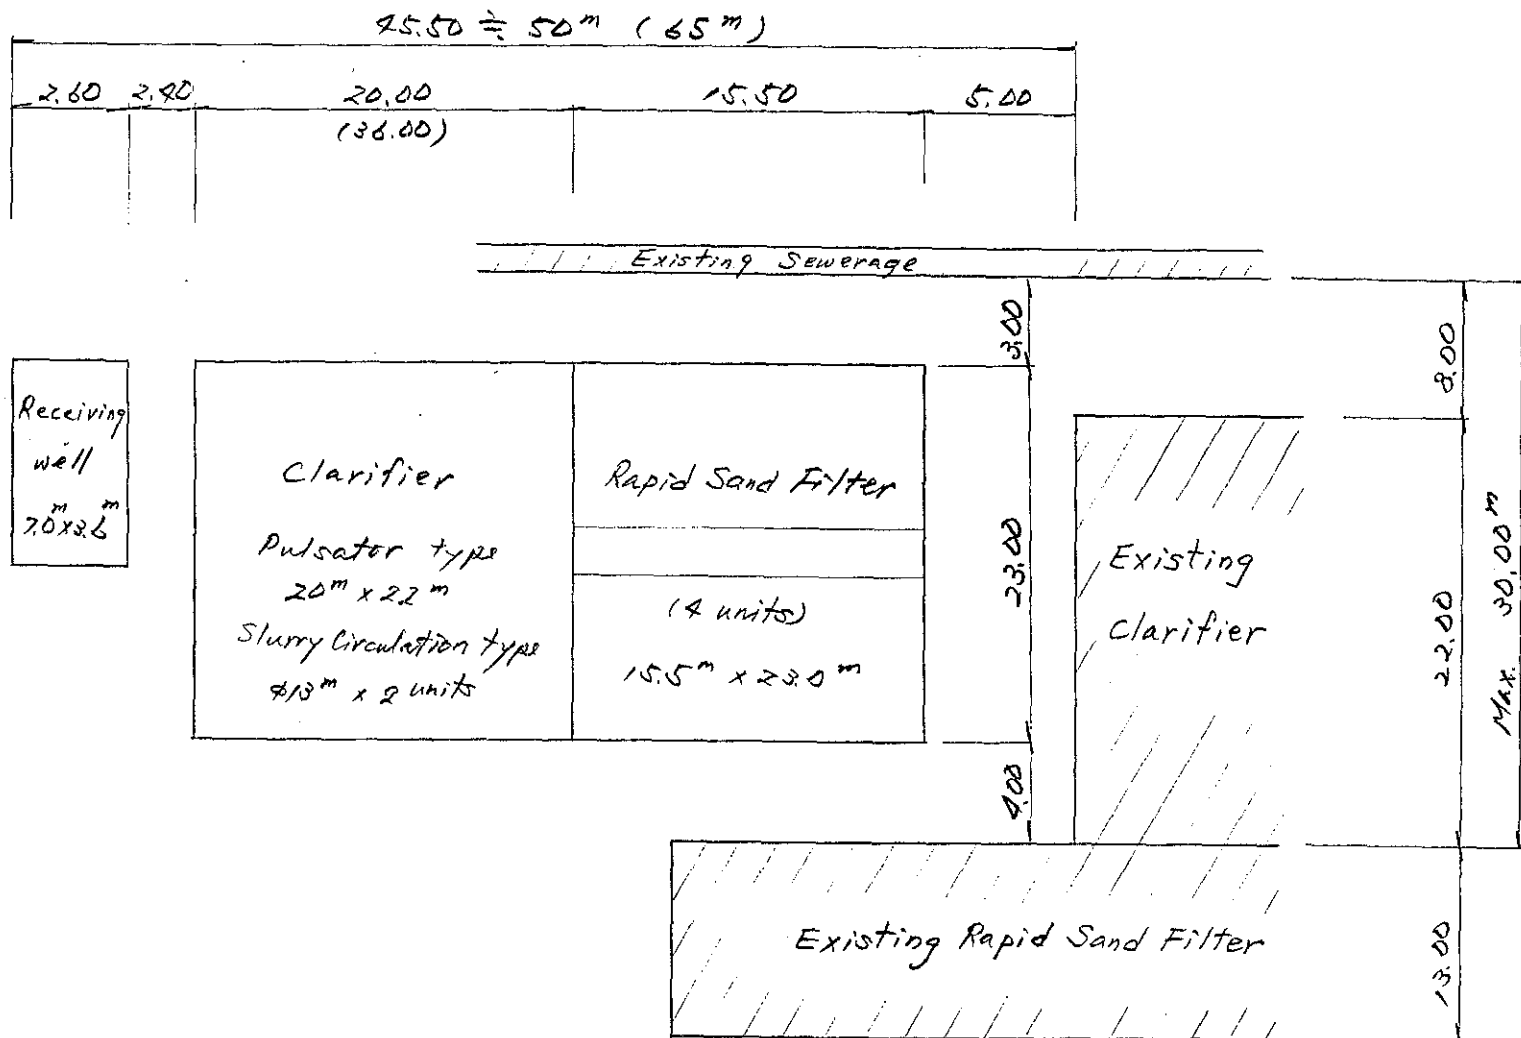 45.50 ≒ 50ᵐ (65ᵐ)
2.60 2.40 20.00 15.50 5.00
(36.00)
Existing Sewerage
3.00
8.00
Receiving
well
7.0ᵐ×3.6ᵐ
Clarifier
Pulsator type
20ᵐ × 22ᵐ
Slurry Circulation type
φ13ᵐ × 2 units
Rapid Sand Filter
(4 units)
15.5ᵐ × 23.0ᵐ
23.00
Existing
Clarifier
22.00
Max. 30.00ᵐ
4.00
Existing Rapid Sand Filter
13.00